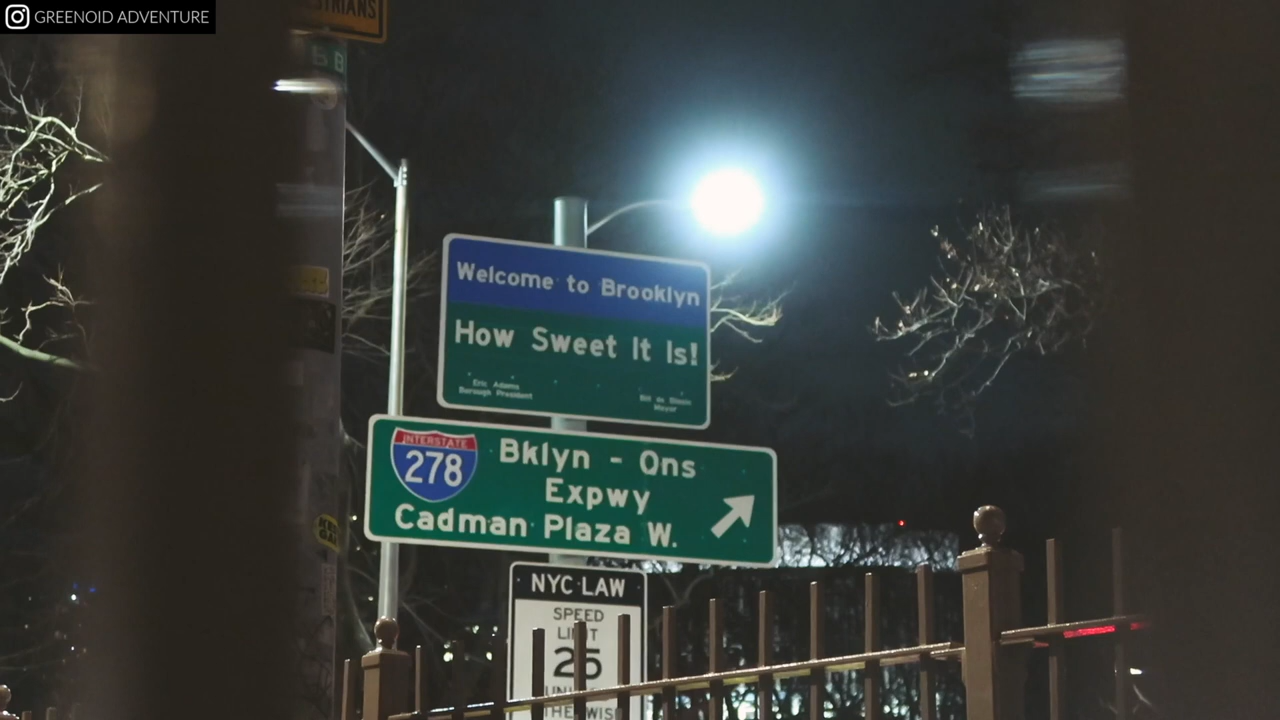 GREENOID ADVENTURE
Welcome to Brooklyn
How Sweet It Is!
Eric Adams
Borough President
Bill de Blasio
Mayor
INTERSTATE
278
Bklyn - Qns
Expwy
Cadman Plaza W.
NYC LAW
SPEED
LIMIT
25